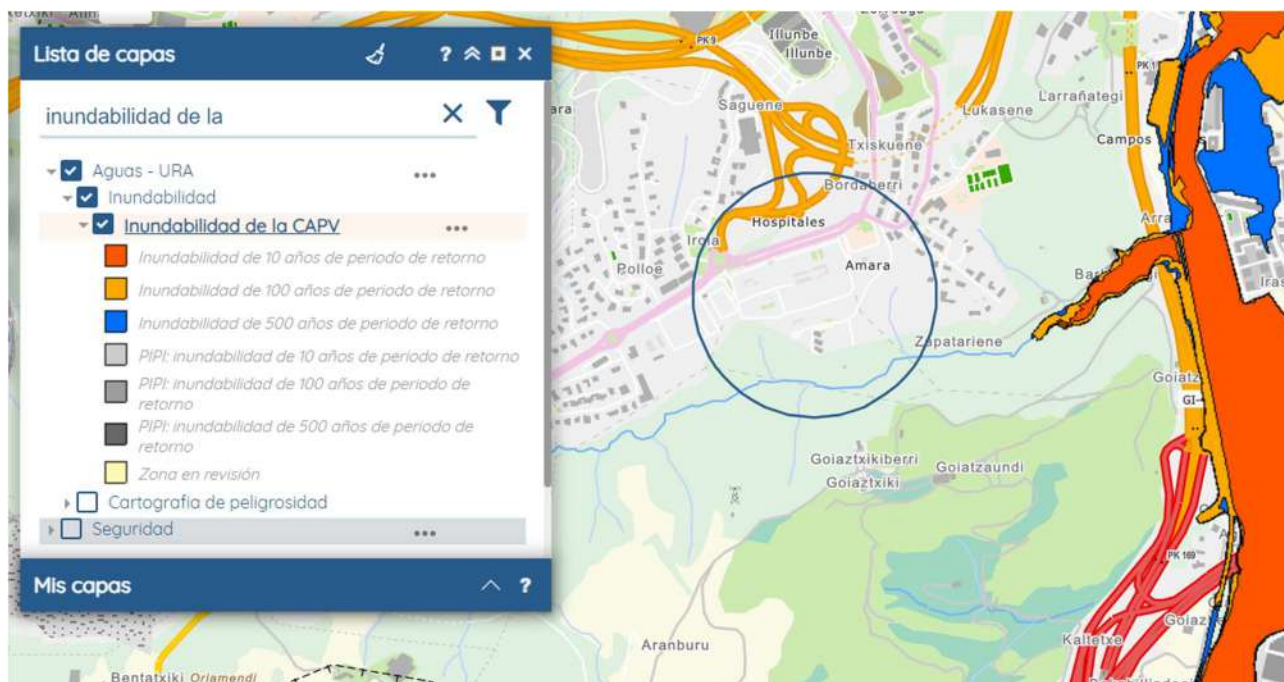 Lista de capas
inundabilidad de la
Aguas - URA
Inundabilidad
Inundabilidad de la CAPV
Inundabilidad de 10 años de periodo de retorno
Inundabilidad de 100 años de periodo de retorno
Inundabilidad de 500 años de periodo de retorno
PIPI: inundabilidad de 10 años de periodo de retorno
PIPI: inundabilidad de 100 años de periodo de
retorno
PIPI: inundabilidad de 500 años de periodo de
retorno
Zona en revisión
Cartografía de peligrosidad
Seguridad
Mis capas
PK 9
Illunbe
Illunbe
Saguene
Larrañategi
Lukasene
Campos
Txiskuene
Bordaberri
Hospitales
Irola
Polloe
Amara
Zapatariene
Goiatz
GI-
Goiaztxikiberri
Goiaztxiki
Goiatzaundi
PK 169
Kaltetxe
Aranburu
Bentatxiki
Oriamendi